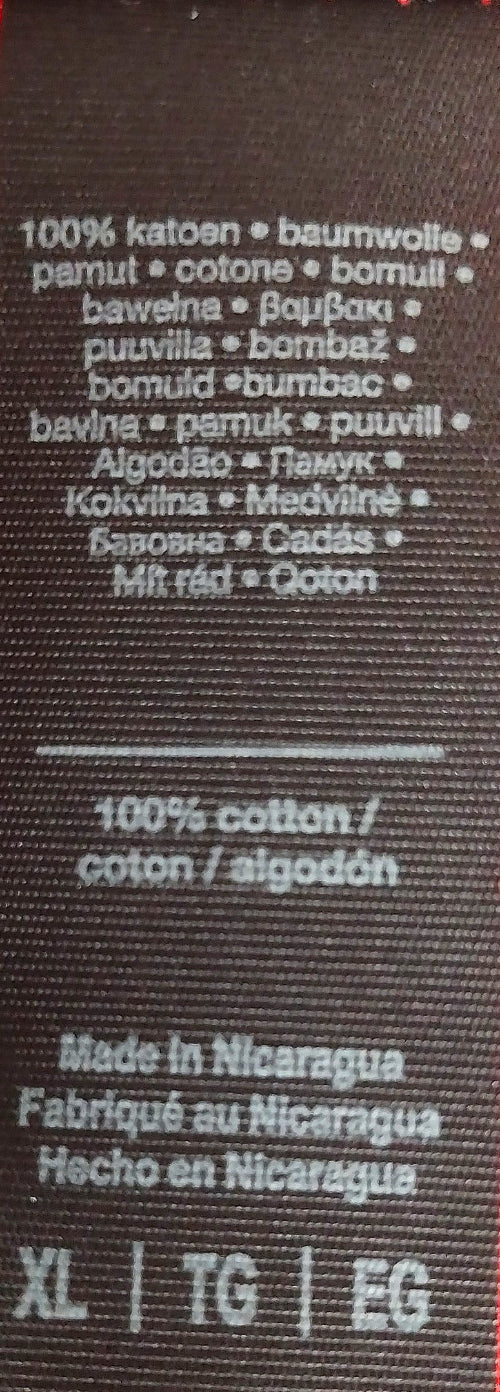 100% katoen • baumwolle •
pamut • cotone • bomull •
bawełna • βαμβακι •
puuvilla • bombaž •
bomuld •bumbac •
bavlna • pamuk • puuvill •
Algodão • Памук •
Kokvilna • Medvilnė •
Бавовна • Cadás •
Mft rád • Qoton
100% cotton /
coton / algodón
Made in Nicaragua
Fabriqué au Nicaragua
Hecho en Nicaragua
XL | TG | EG